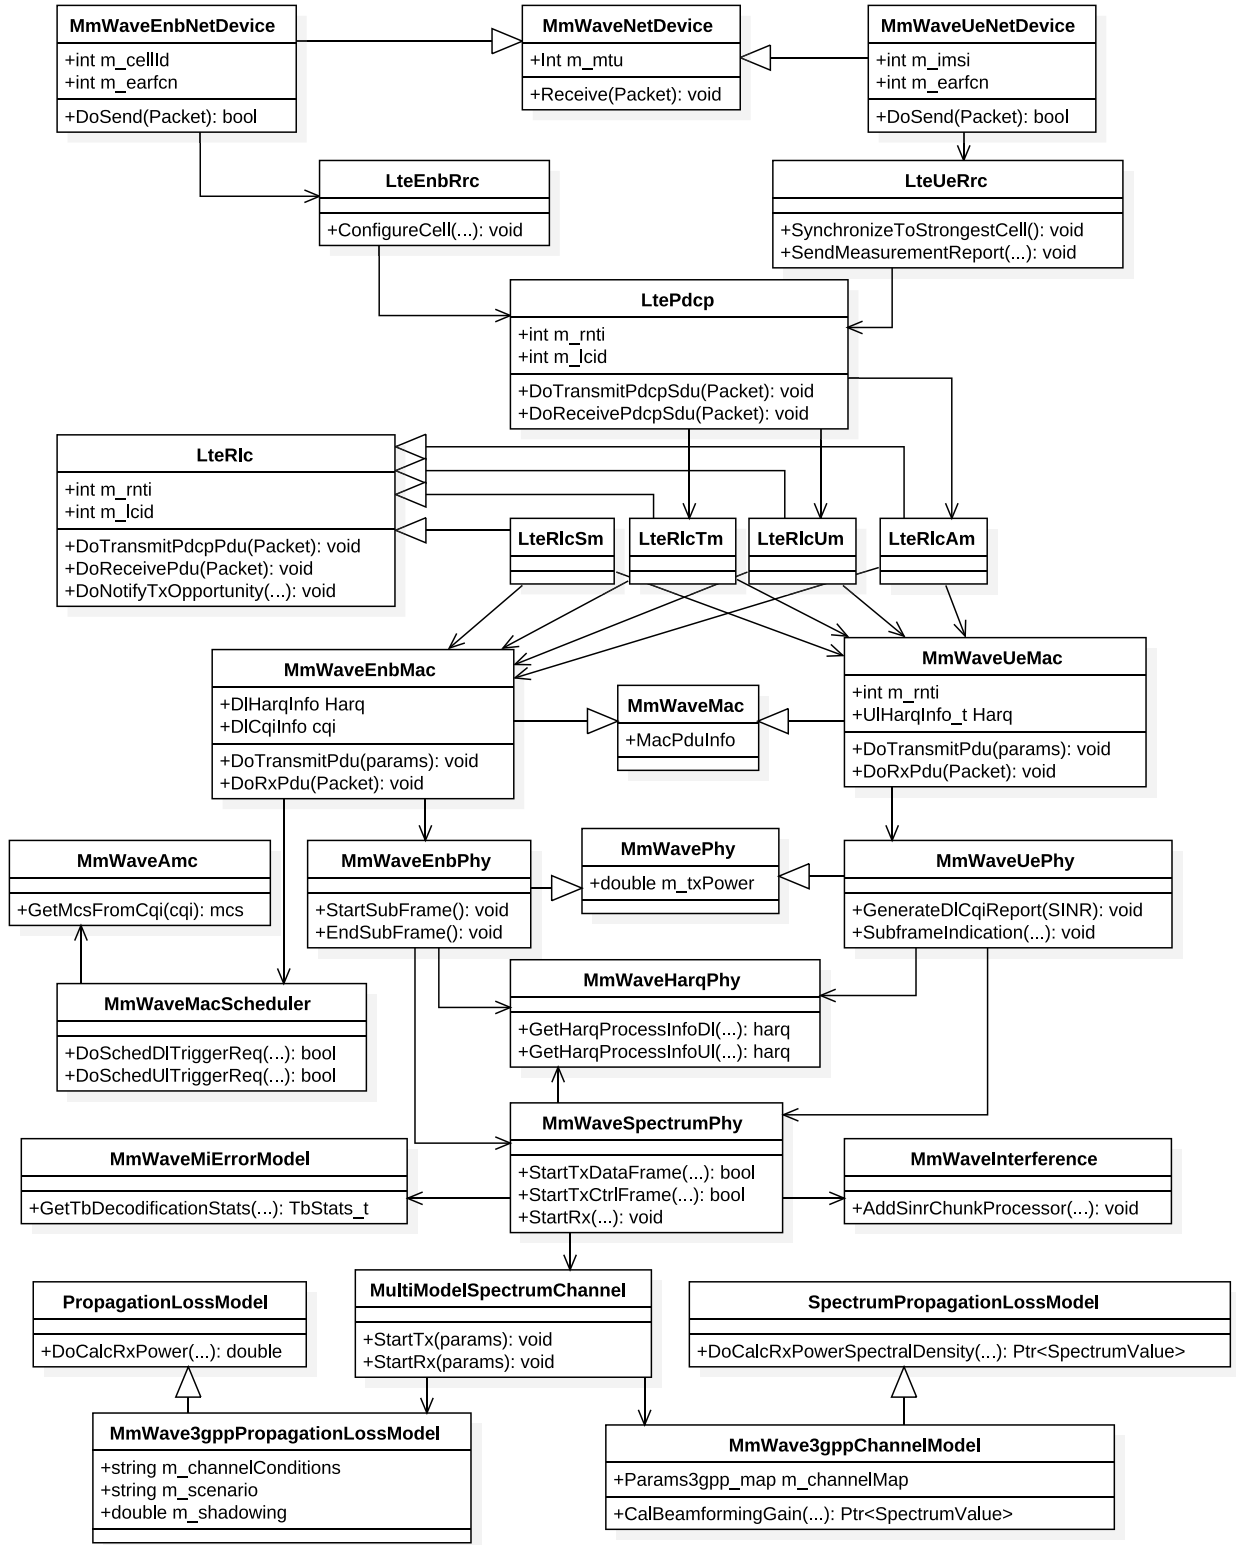 MmWaveEnbNetDevice
+int m_cellId
+int m_earfcn
+DoSend(Packet): bool
MmWaveNetDevice
+Int m_mtu
+Receive(Packet): void
MmWaveUeNetDevice
+int m_imsi
+int m_earfcn
+DoSend(Packet): bool
LteEnbRrc
+ConfigureCell(...): void
LteUeRrc
+SynchronizeToStrongestCell(): void
+SendMeasurementReport(...): void
LtePdcp
+int m_rnti
+int m_lcid
+DoTransmitPdcpSdu(Packet): void
+DoReceivePdcpSdu(Packet): void
LteRlc
+int m_rnti
+int m_lcid
+DoTransmitPdcpPdu(Packet): void
+DoReceivePdu(Packet): void
+DoNotifyTxOpportunity(...): void
LteRlcSm
LteRlcTm
LteRlcUm
LteRlcAm
MmWaveEnbMac
+DlHarqInfo Harq
+DlCqiInfo cqi
+DoTransmitPdu(params): void
+DoRxPdu(Packet): void
MmWaveMac
+MacPduInfo
MmWaveUeMac
+int m_rnti
+UlHarqInfo_t Harq
+DoTransmitPdu(params): void
+DoRxPdu(Packet): void
MmWaveAmc
+GetMcsFromCqi(cqi): mcs
MmWaveEnbPhy
+StartSubFrame(): void
+EndSubFrame(): void
MmWavePhy
+double m_txPower
MmWaveUePhy
+GenerateDlCqiReport(SINR): void
+SubframeIndication(...): void
MmWaveMacScheduler
+DoSchedDlTriggerReq(...): bool
+DoSchedUlTriggerReq(...): bool
MmWaveHarqPhy
+GetHarqProcessInfoDl(...): harq
+GetHarqProcessInfoUl(...): harq
MmWaveSpectrumPhy
+StartTxDataFrame(...): bool
+StartTxCtrlFrame(...): bool
+StartRx(...): void
MmWaveMiErrorModel
+GetTbDecodificationStats(...): TbStats_t
MmWaveInterference
+AddSinrChunkProcessor(...): void
PropagationLossModel
+DoCalcRxPower(...): double
MultiModelSpectrumChannel
+StartTx(params): void
+StartRx(params): void
SpectrumPropagationLossModel
+DoCalcRxPowerSpectralDensity(...): Ptr<SpectrumValue>
MmWave3gppPropagationLossModel
+string m_channelConditions
+string m_scenario
+double m_shadowing
MmWave3gppChannelModel
+Params3gpp_map m_channelMap
+CalBeamformingGain(...): Ptr<SpectrumValue>